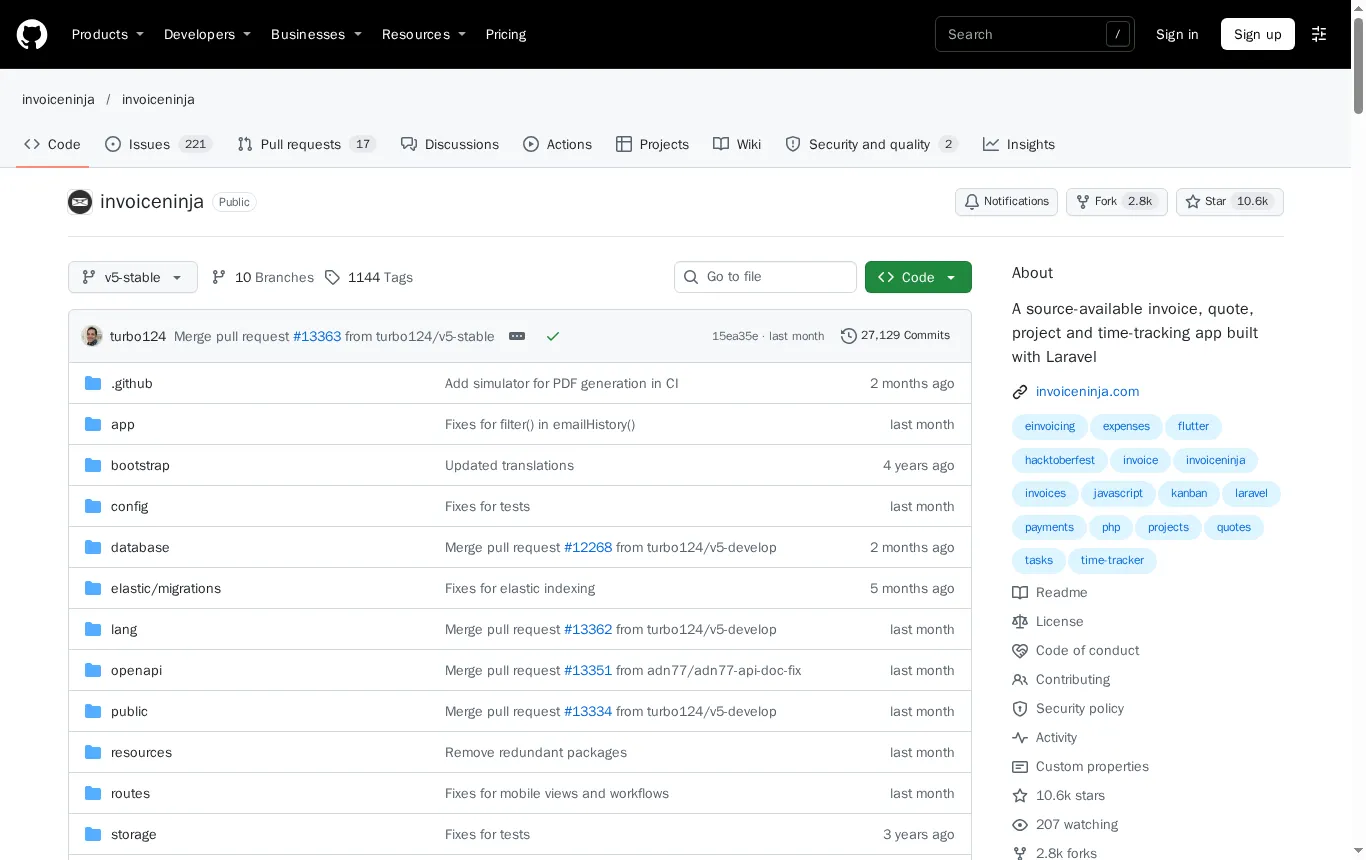 Products Developers Businesses Resources Pricing Search / Sign in Sign up
invoiceninja / invoiceninja
Code Issues 221 Pull requests 17 Discussions Actions Projects Wiki Security and quality 2 Insights
invoiceninja Public Notifications Fork 2.8k Star 10.6k
v5-stable 10 Branches 1144 Tags Go to file Code
turbo124 Merge pull request #13363 from turbo124/v5-stable 15ea35e · last month 27,129 Commits
.github Add simulator for PDF generation in CI 2 months ago
app Fixes for filter() in emailHistory() last month
bootstrap Updated translations 4 years ago
config Fixes for tests last month
database Merge pull request #12268 from turbo124/v5-develop 2 months ago
elastic/migrations Fixes for elastic indexing 5 months ago
lang Merge pull request #13362 from turbo124/v5-develop last month
openapi Merge pull request #13351 from adn77/adn77-api-doc-fix last month
public Merge pull request #13334 from turbo124/v5-develop last month
resources Remove redundant packages last month
routes Fixes for mobile views and workflows last month
storage Fixes for tests 3 years ago
About
A source-available invoice, quote,
project and time-tracking app built
with Laravel
invoiceninja.com
einvoicing expenses flutter
hacktoberfest invoice invoiceninja
invoices javascript kanban laravel
payments php projects quotes
tasks time-tracker
Readme
License
Code of conduct
Contributing
Security policy
Activity
Custom properties
10.6k stars
207 watching
2.8k forks